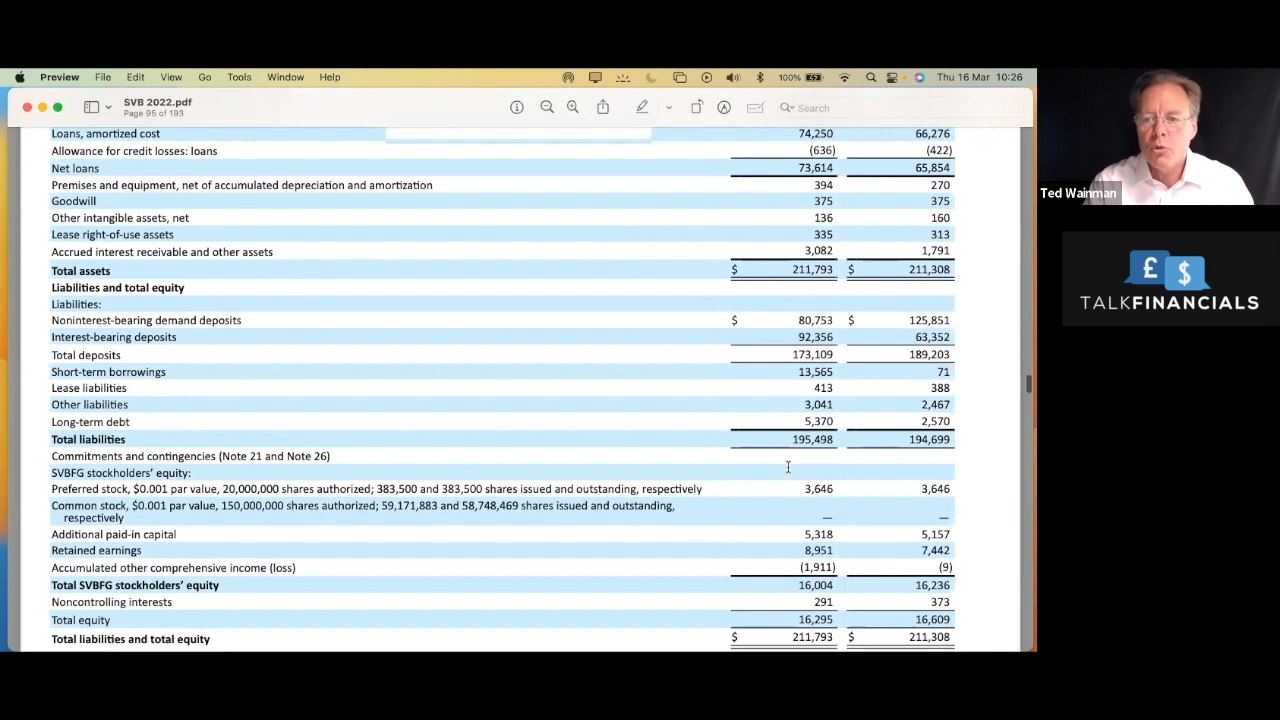 Preview File Edit View Go Tools Window Help 100% Thu 16 Mar 10:26
SVB 2022.pdf
Page 95 of 193
Search
Loans, amortized cost 74,250 66,276
Allowance for credit losses: loans (636) (422)
Net loans 73,614 65,854
Premises and equipment, net of accumulated depreciation and amortization 394 270
Goodwill 375 375
Other intangible assets, net 136 160
Lease right-of-use assets 335 313
Accrued interest receivable and other assets 3,082 1,791
Total assets $ 211,793 $ 211,308
Liabilities and total equity
Liabilities:
Noninterest-bearing demand deposits $ 80,753 $ 125,851
Interest-bearing deposits 92,356 63,352
Total deposits 173,109 189,203
Short-term borrowings 13,565 71
Lease liabilities 413 388
Other liabilities 3,041 2,467
Long-term debt 5,370 2,570
Total liabilities 195,498 194,699
Commitments and contingencies (Note 21 and Note 26)
SVBFG stockholders’ equity:
Preferred stock, $0.001 par value, 20,000,000 shares authorized; 383,500 and 383,500 shares issued and outstanding, respectively 3,646 3,646
Common stock, $0.001 par value, 150,000,000 shares authorized; 59,171,883 and 58,748,469 shares issued and outstanding,
respectively — —
Additional paid-in capital 5,318 5,157
Retained earnings 8,951 7,442
Accumulated other comprehensive income (loss) (1,911) (9)
Total SVBFG stockholders’ equity 16,004 16,236
Noncontrolling interests 291 373
Total equity 16,295 16,609
Total liabilities and total equity $ 211,793 $ 211,308
Ted Wainman
£ $
TALKFINANCIALS